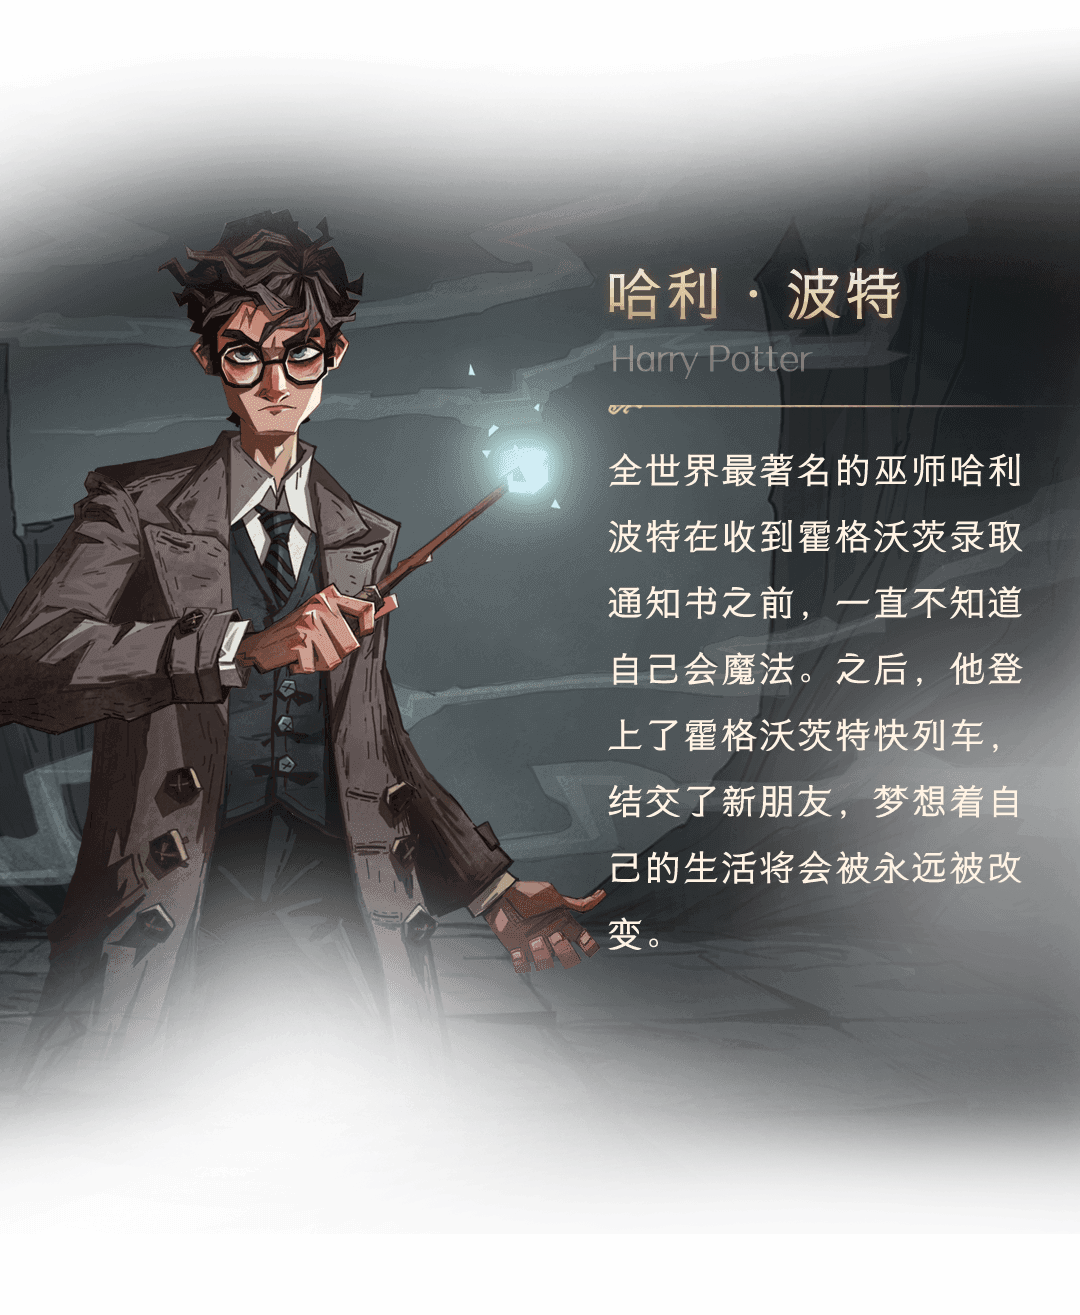 哈利·波特
Harry Potter
全世界最著名的巫师哈利
波特在收到霍格沃茨录取
通知书之前，一直不知道
自己会魔法。之后，他登
上了霍格沃茨特快列车，
结交了新朋友，梦想着自
己的生活将会被永远被改
变。